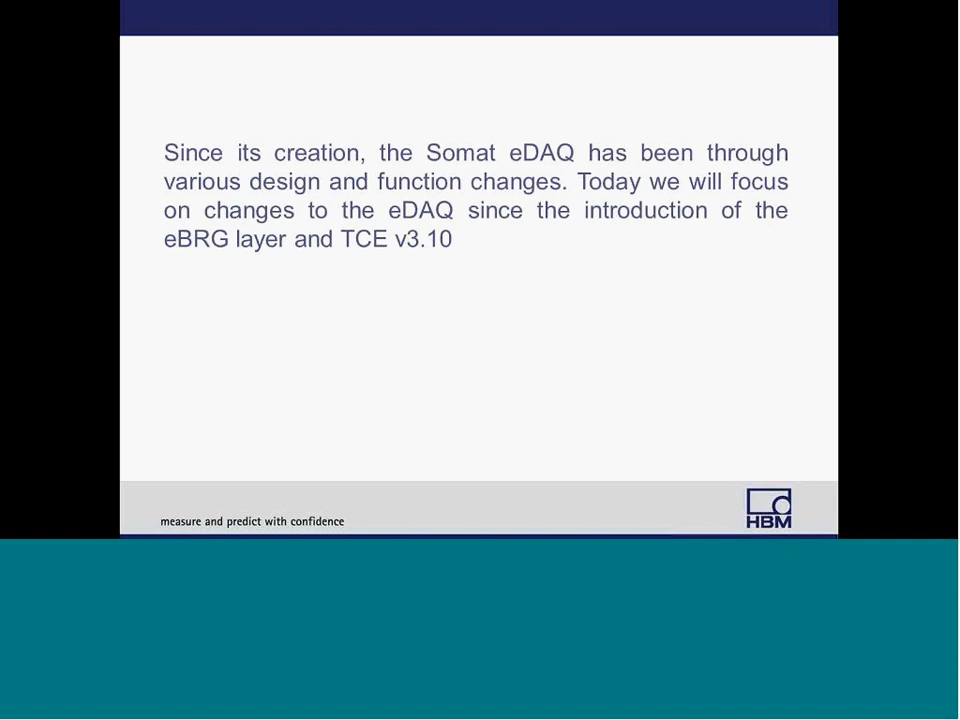 Since its creation, the Somat eDAQ has been through
various design and function changes. Today we will focus
on changes to the eDAQ since the introduction of the
eBRG layer and TCE v3.10
measure and predict with confidence
HBM